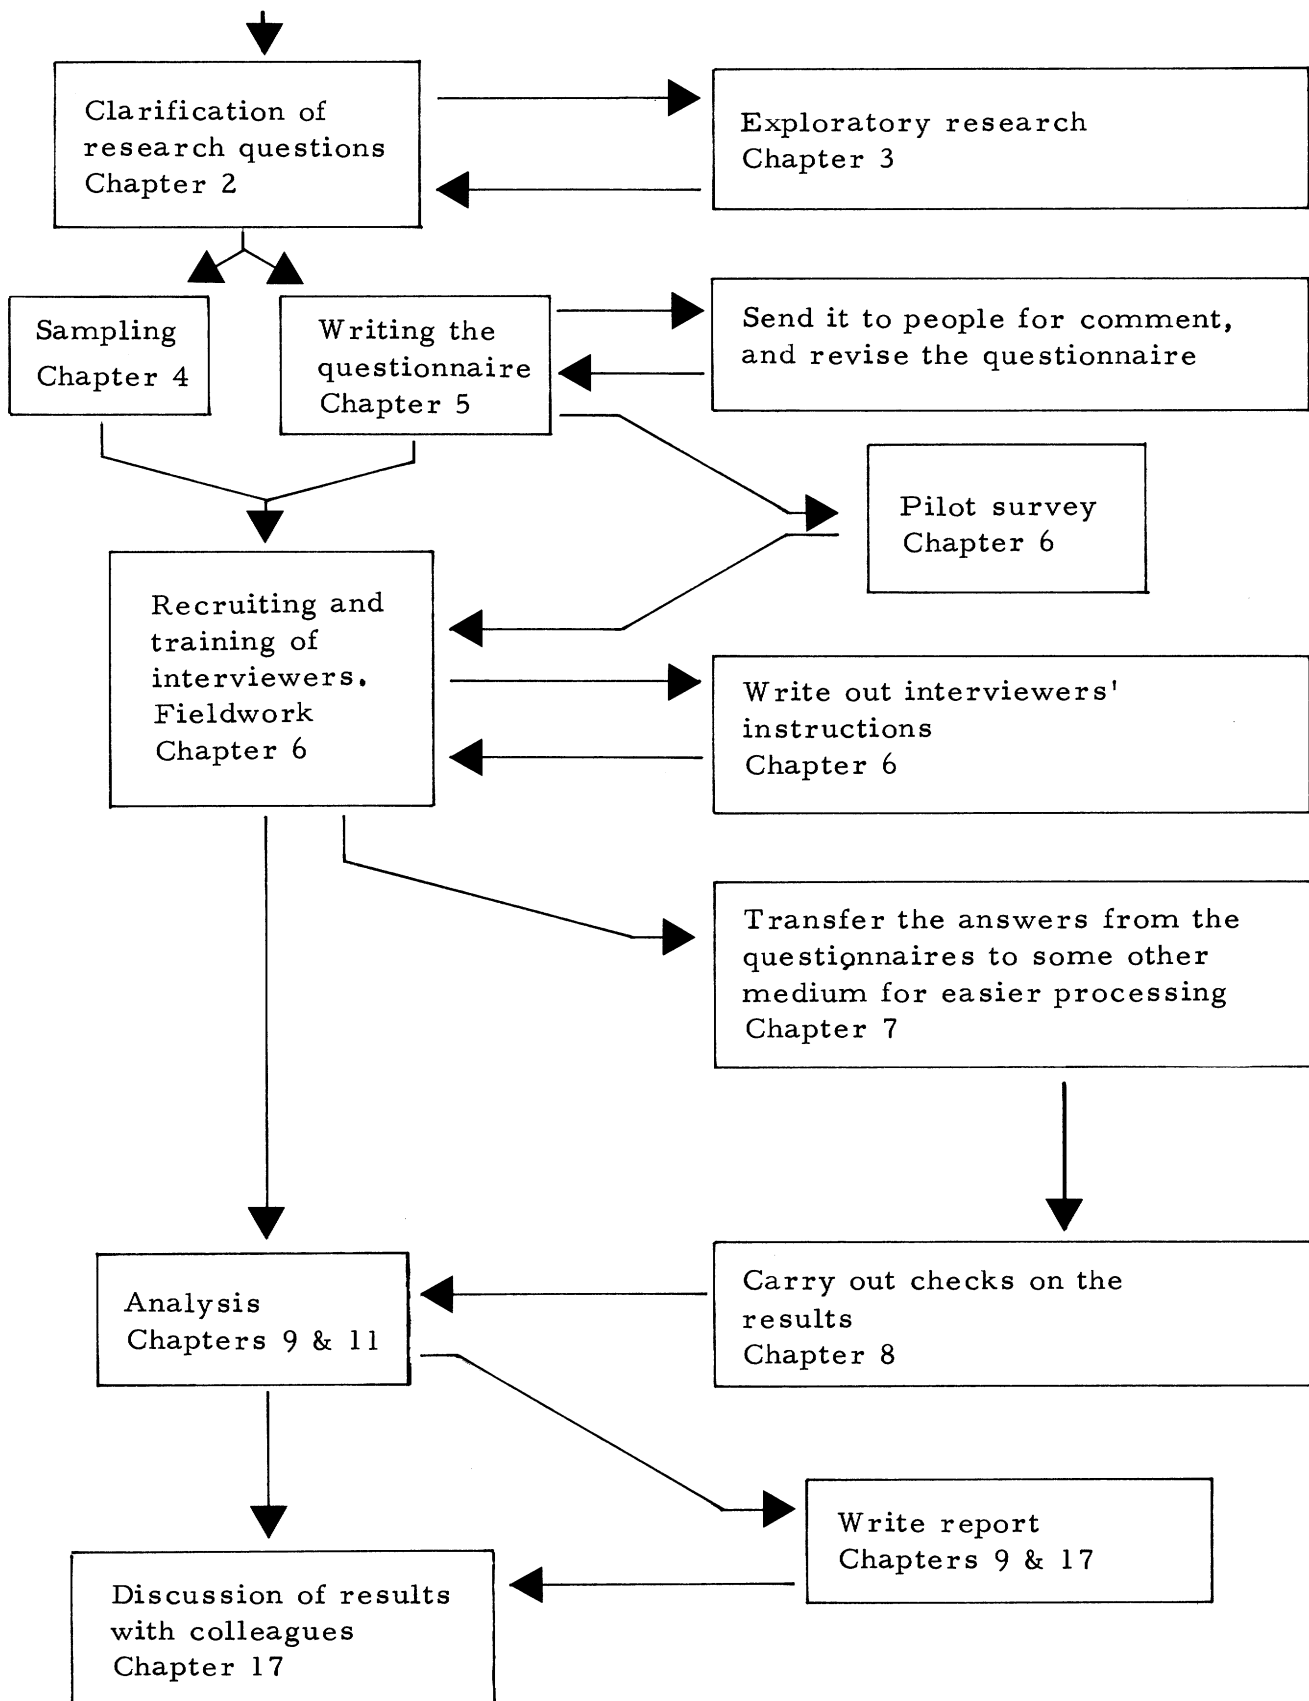 Clarification of
research questions
Chapter 2
Exploratory research
Chapter 3
Sampling
Chapter 4
Writing the
questionnaire
Chapter 5
Send it to people for comment,
and revise the questionnaire
Pilot survey
Chapter 6
Recruiting and
training of
interviewers.
Fieldwork
Chapter 6
Write out interviewers'
instructions
Chapter 6
Transfer the answers from the
questionnaires to some other
medium for easier processing
Chapter 7
Analysis
Chapters 9 & 11
Carry out checks on the
results
Chapter 8
Write report
Chapters 9 & 17
Discussion of results
with colleagues
Chapter 17